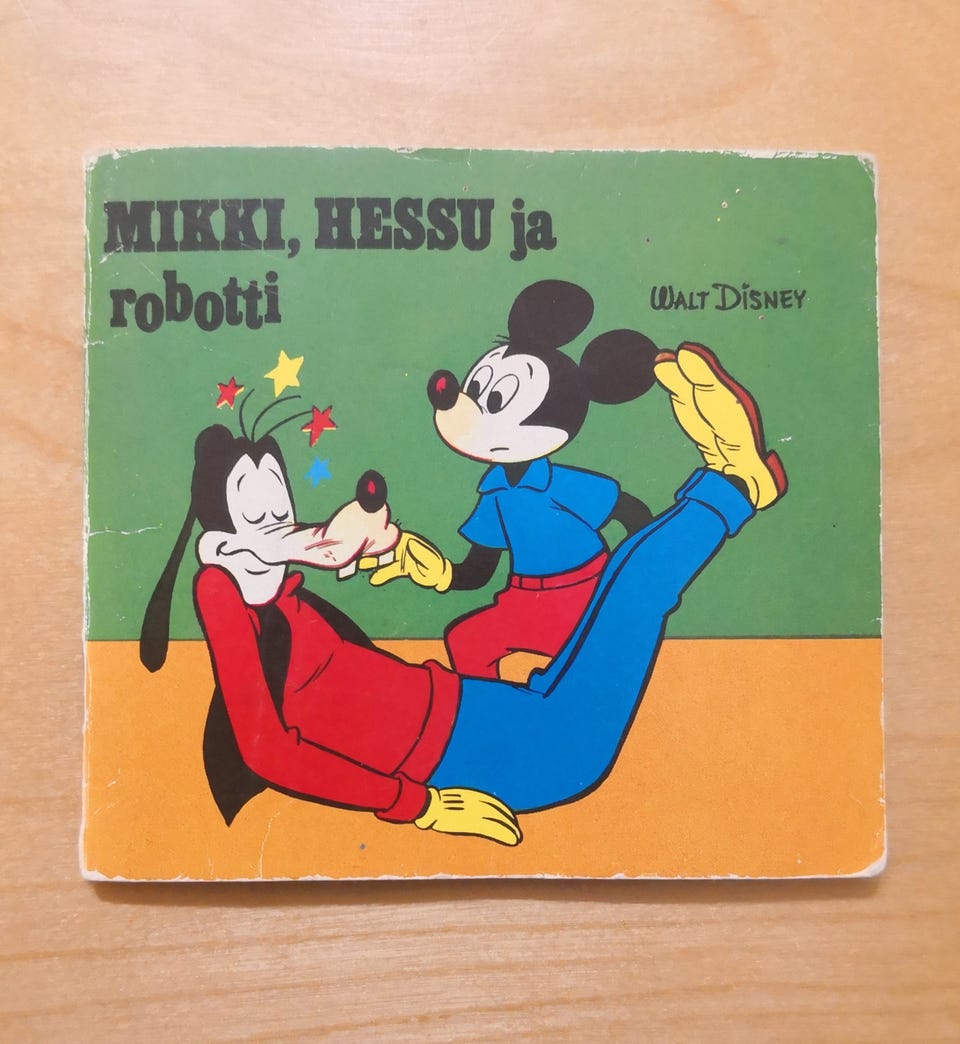 MIKKI, HESSU ja
robotti
WALT DISNEY